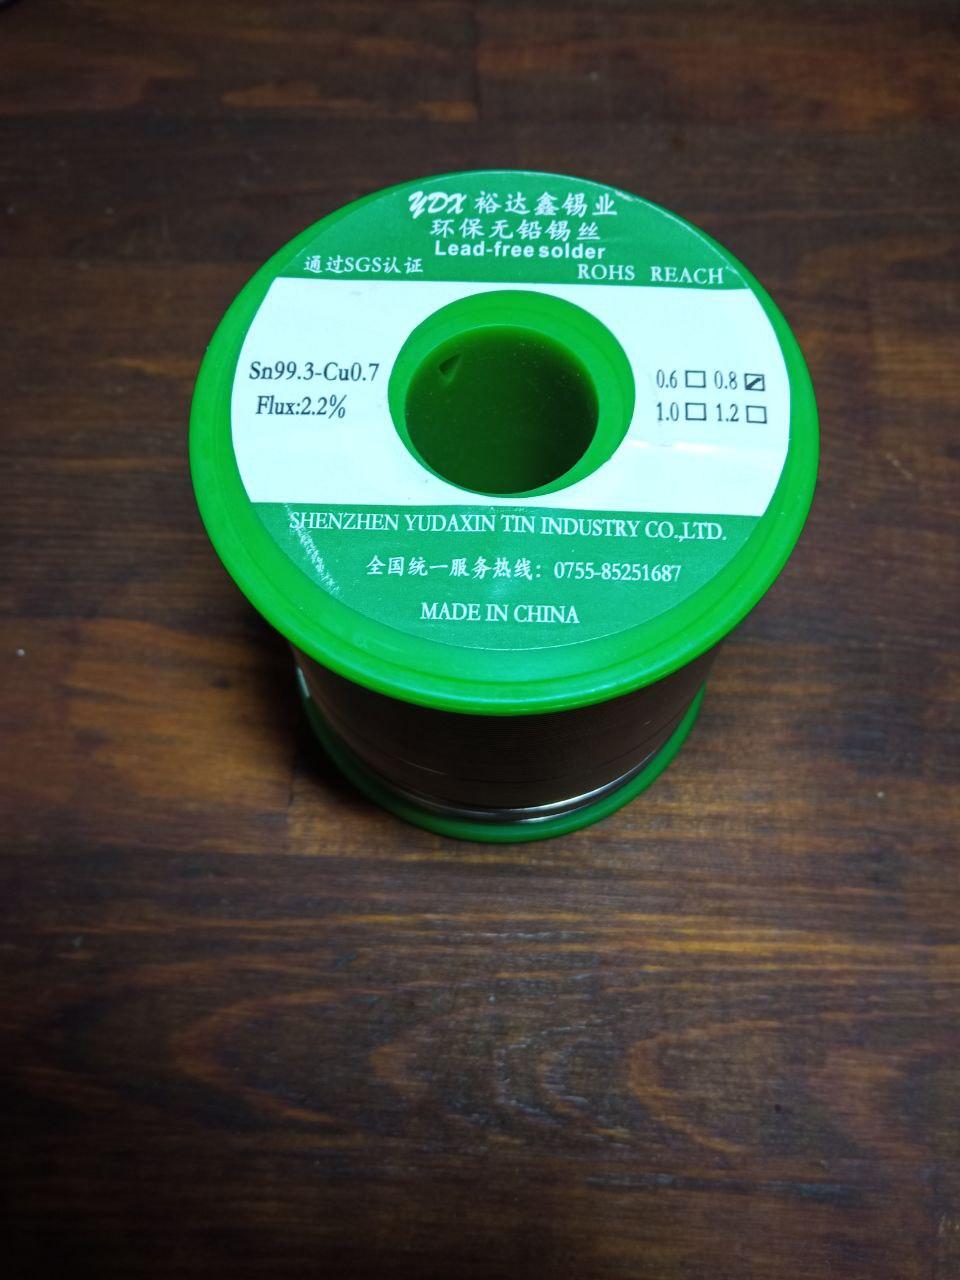 YDX 裕达鑫锡业
环保无铅锡丝
Lead-free solder
通过SGS认证 ROHS REACH
Sn99.3-Cu0.7 0.6 0.8
Flux:2.2% 1.0 1.2
SHENZHEN YUDAXIN TIN INDUSTRY CO.,LTD.
全国统一服务热线：0755-85251687
MADE IN CHINA